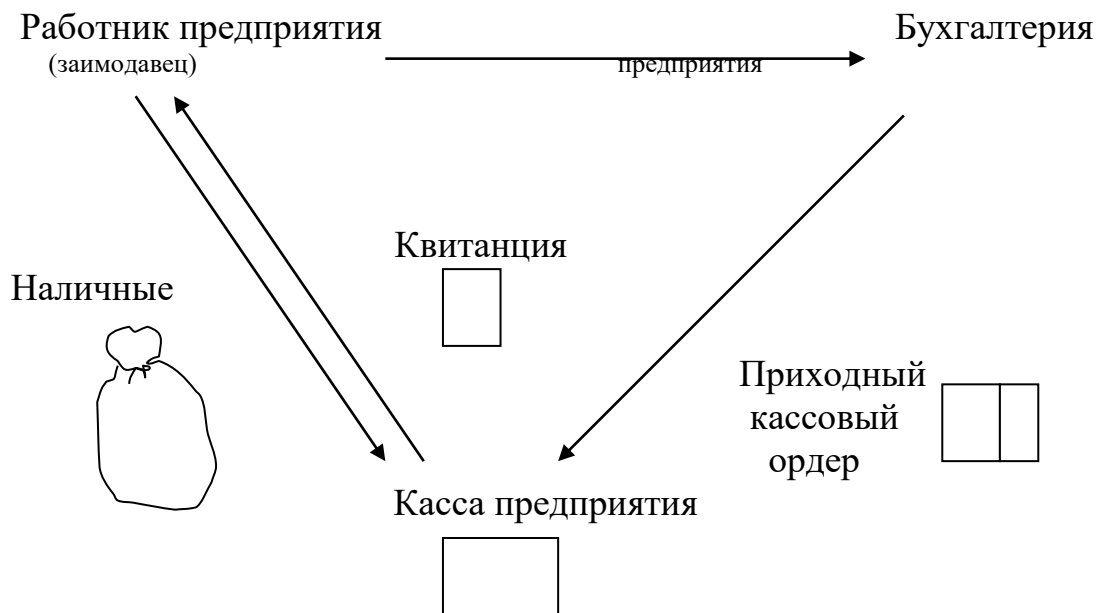 Работник предприятия
Бухгалтерия
(заимодавец)
предприятия
Квитанция
Наличные
Приходный
кассовый
ордер
Касса предприятия